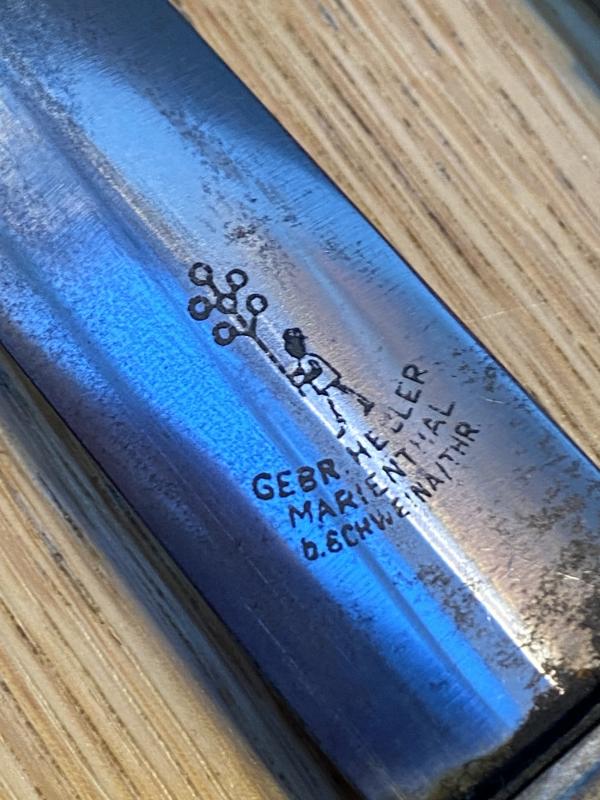 GEBR. HELLER
MARIENTHAL
b. SCHWEINA/THR